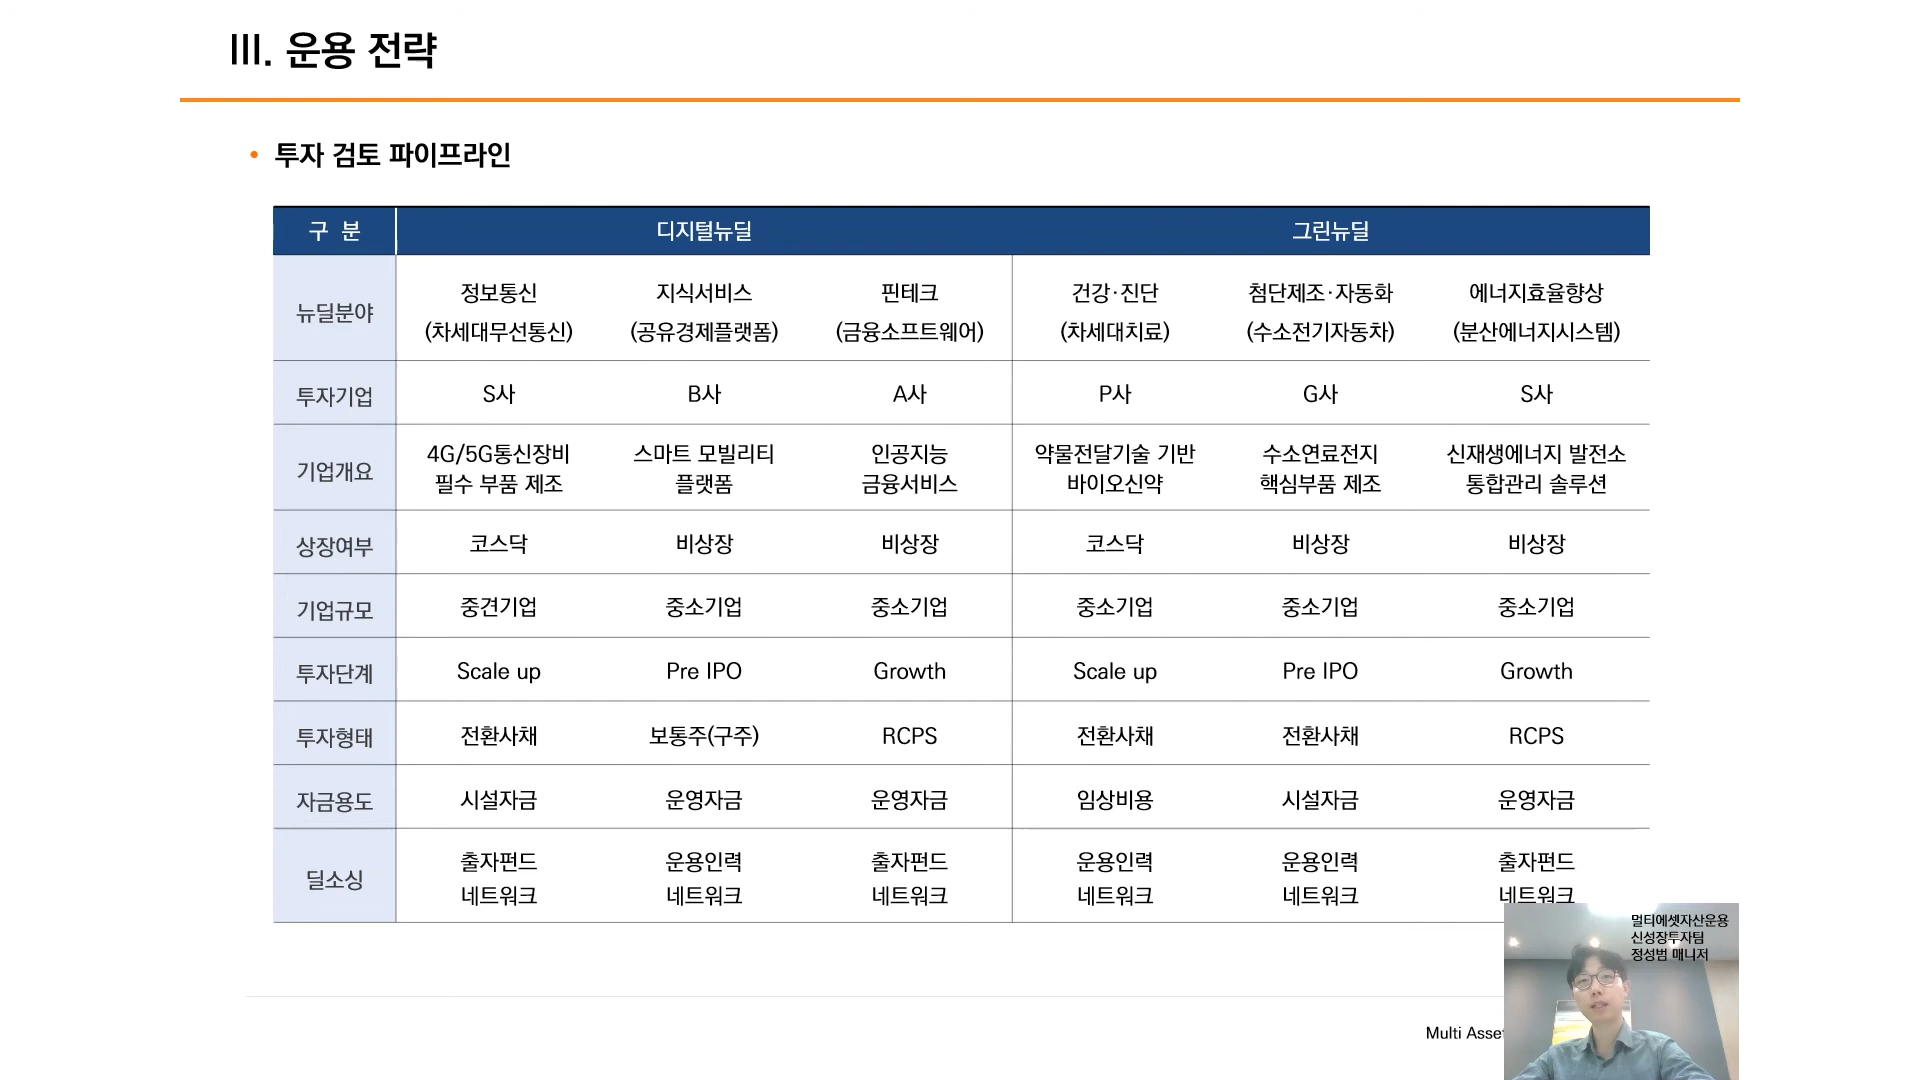 III. 운용 전략
• 투자 검토 파이프라인
구 분 디지털뉴딜 그린뉴딜
뉴딜분야 정보통신 지식서비스 핀테크 건강·진단 첨단제조·자동화 에너지효율향상
(차세대무선통신) (공유경제플랫폼) (금융소프트웨어) (차세대치료) (수소전기자동차) (분산에너지시스템)
투자기업 S사 B사 A사 P사 G사 S사
기업개요 4G/5G통신장비 스마트 모빌리티 인공지능 약물전달기술 기반 수소연료전지 신재생에너지 발전소
필수 부품 제조 플랫폼 금융서비스 바이오신약 핵심부품 제조 통합관리 솔루션
상장여부 코스닥 비상장 비상장 코스닥 비상장 비상장
기업규모 중견기업 중소기업 중소기업 중소기업 중소기업 중소기업
투자단계 Scale up Pre IPO Growth Scale up Pre IPO Growth
투자형태 전환사채 보통주(구주) RCPS 전환사채 전환사채 RCPS
자금용도 시설자금 운영자금 운영자금 임상비용 시설자금 운영자금
딜소싱 출자펀드 운용인력 출자펀드 운용인력 운용인력 출자펀드
네트워크 네트워크 네트워크 네트워크 네트워크 네트워크
멀티에셋자산운용
신성장투자팀
정성범 매니저
Multi Asset